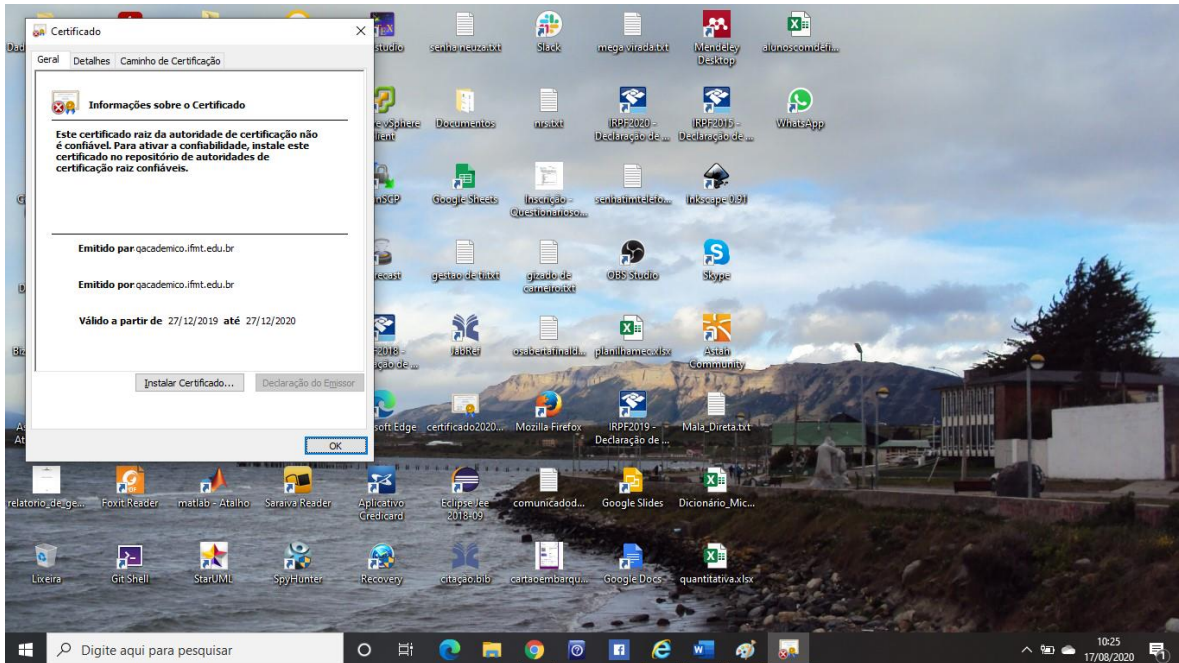 Certificado
Geral Detalhes Caminho de Certificação
Informações sobre o Certificado
Este certificado raiz da autoridade de certificação não
é confiável. Para ativar a confiabilidade, instale este
certificado no repositório de autoridades de
certificação raiz confiáveis.
Emitido par qacademico.ifmt.edu.br
Emitido por qacademico.ifmt.edu.br
Válido a partir de 27/12/2019 até 27/12/2020
Instalar Certificado...
Declaração do Emissor
OK
studio
senha neuza.txt
Slack
mega virada.txt
Mendeley
Desktop
alunoscomdefi...
Documentos
nrs.txt
IRPF2020 -
Declaração de ...
IRPF2015 -
Declaração de ...
WhatsApp
Google Sheets
Inscrição -
Questionarioso...
Inkscape 0.91
gestao de ti.txt
gizado de
carneiro.txt
OBS Studio
Skype
JabRef
planilhamec.xlsx
Astah
Community
soft Edge
certificado2020...
Mozilla Firefox
IRPF2019 -
Declaração de ...
Mala_Direta.txt
relatorio_de_ge...
Foxit Reader
matlab - Atalho
Saraiva Reader
Aplicativo
Credicard
Eclipse Jee
2018-09
comunicadod...
Google Slides
Dicionário_Mic...
Lixeira
Git Shell
StarUML
SpyHunter
Recovery
citação.bib
cartaoembarqu...
Google Docs
quantitativa.xlsx
Digite aqui para pesquisar
10:25
17/08/2020